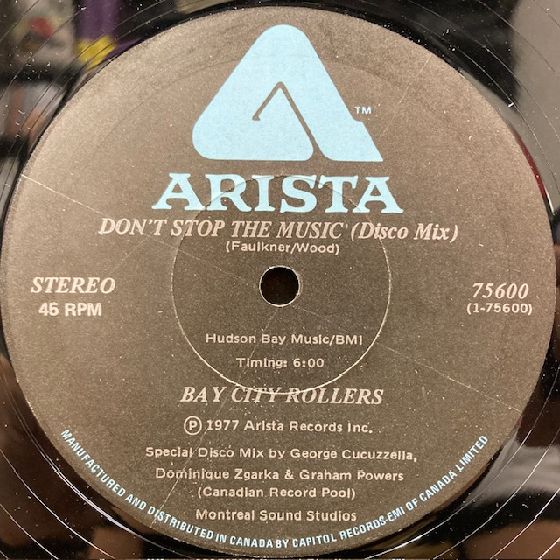 TM
ARISTA
DON'T STOP THE MUSIC (Disco Mix)
(Faulkner/Wood)
STEREO
45 RPM
75600
(1-75600)
Hudson Bay Music/BMI
Timing: 6:00
BAY CITY ROLLERS
Ⓟ 1977 Arista Records Inc.
Special Disco Mix by George Cucuzzella,
Dominique Zgarka & Graham Powers
(Canadian Record Pool)
Montreal Sound Studios
MANUFACTURED AND DISTRIBUTED IN CANADA BY CAPITOL RECORDS-EMI OF CANADA LIMITED